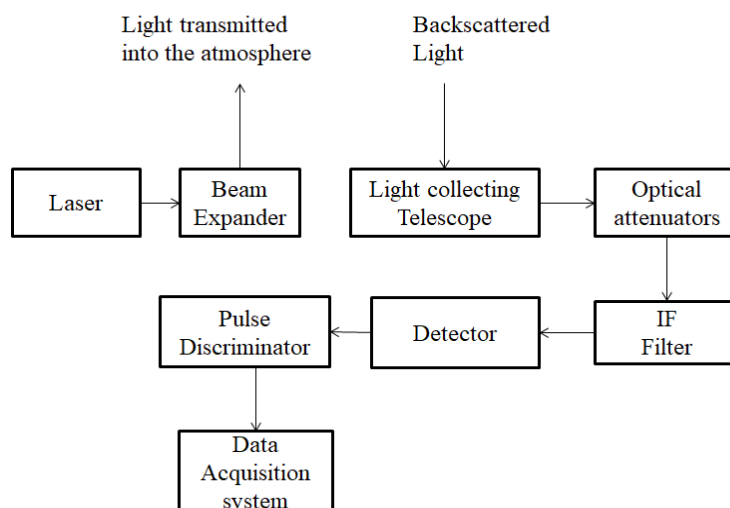 Light transmitted
into the atmosphere
Backscattered
Light
Laser
Beam
Expander
Light collecting
Telescope
Optical
attenuators
Pulse
Discriminator
Detector
IF
Filter
Data
Acquisition
system